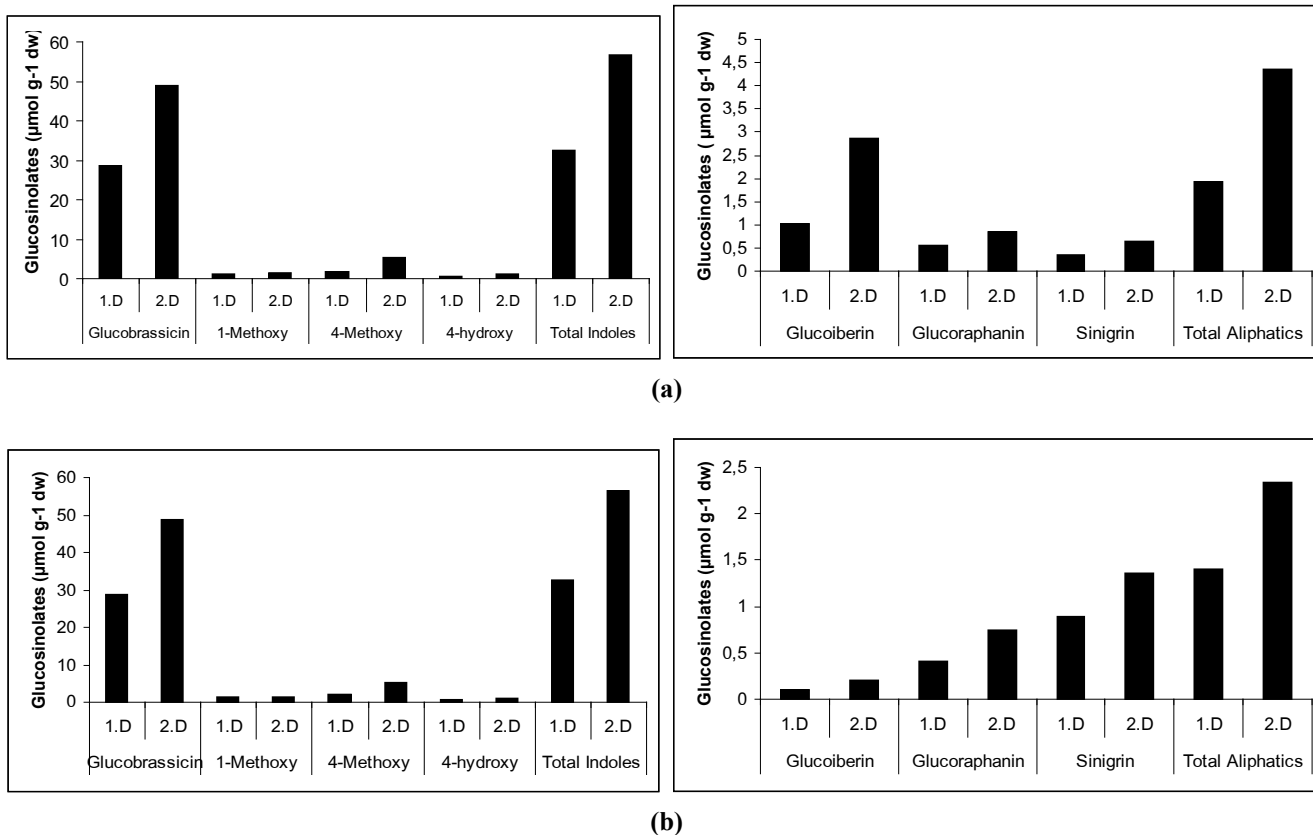 Glucosinolates (µmol g-1 dw)
60
50
40
30
20
10
0
1.D 2.D 1.D 2.D 1.D 2.D 1.D 2.D 1.D 2.D
Glucobrassicin 1-Methoxy 4-Methoxy 4-hydroxy Total Indoles
Glucosinolates ( µmol g-1 dw)
5
4,5
4
3,5
3
2,5
2
1,5
1
0,5
0
1.D 2.D 1.D 2.D 1.D 2.D 1.D 2.D
Glucoiberin Glucoraphanin Sinigrin Total Aliphatics
(a)
Glucosinolates (µmol g-1 dw)
60
50
40
30
20
10
0
1.D 2.D 1.D 2.D 1.D 2.D 1.D 2.D 1.D 2.D
Glucobrassicin 1-Methoxy 4-Methoxy 4-hydroxy Total Indoles
Glucosinolates (µmol g-1 dw)
2,5
2
1,5
1
0,5
0
1.D 2.D 1.D 2.D 1.D 2.D 1.D 2.D
Glucoiberin Glucoraphanin Sinigrin Total Aliphatics
(b)